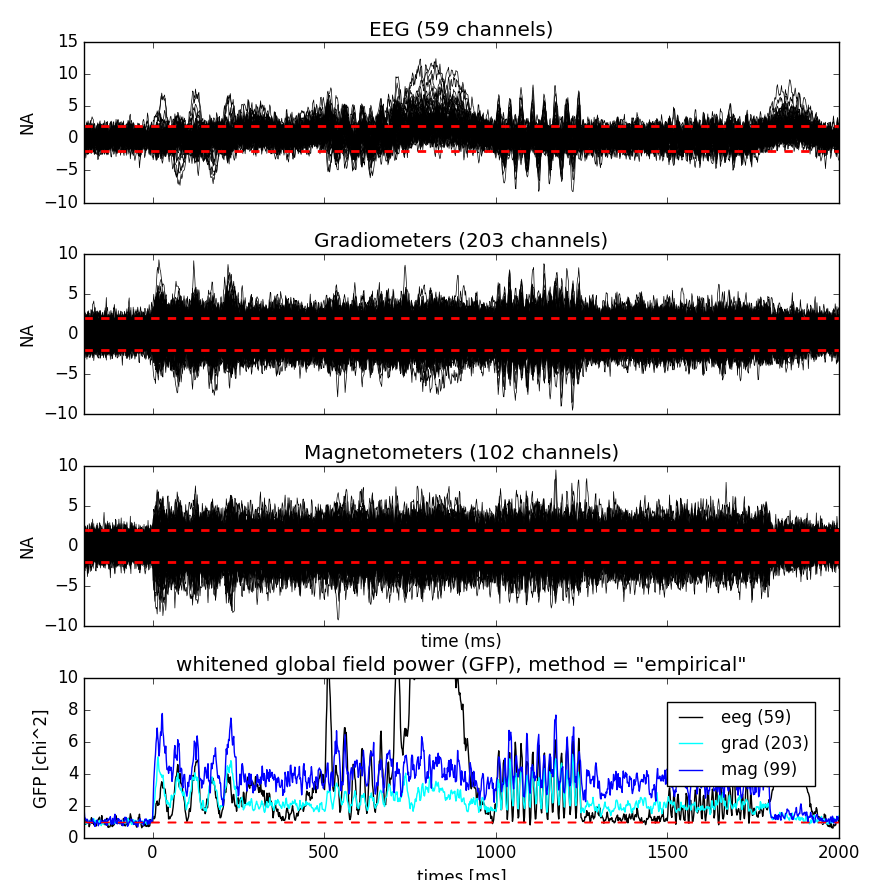 EEG (59 channels)
15
10
5
0
−5
−10
NA
Gradiometers (203 channels)
10
5
0
−5
−10
NA
Magnetometers (102 channels)
10
5
0
−5
−10
NA
time (ms)
whitened global field power (GFP), method = "empirical"
10
8
6
4
2
0
GFP [chi^2]
eeg (59)
grad (203)
mag (99)
0 500 1000 1500 2000
times [ms]